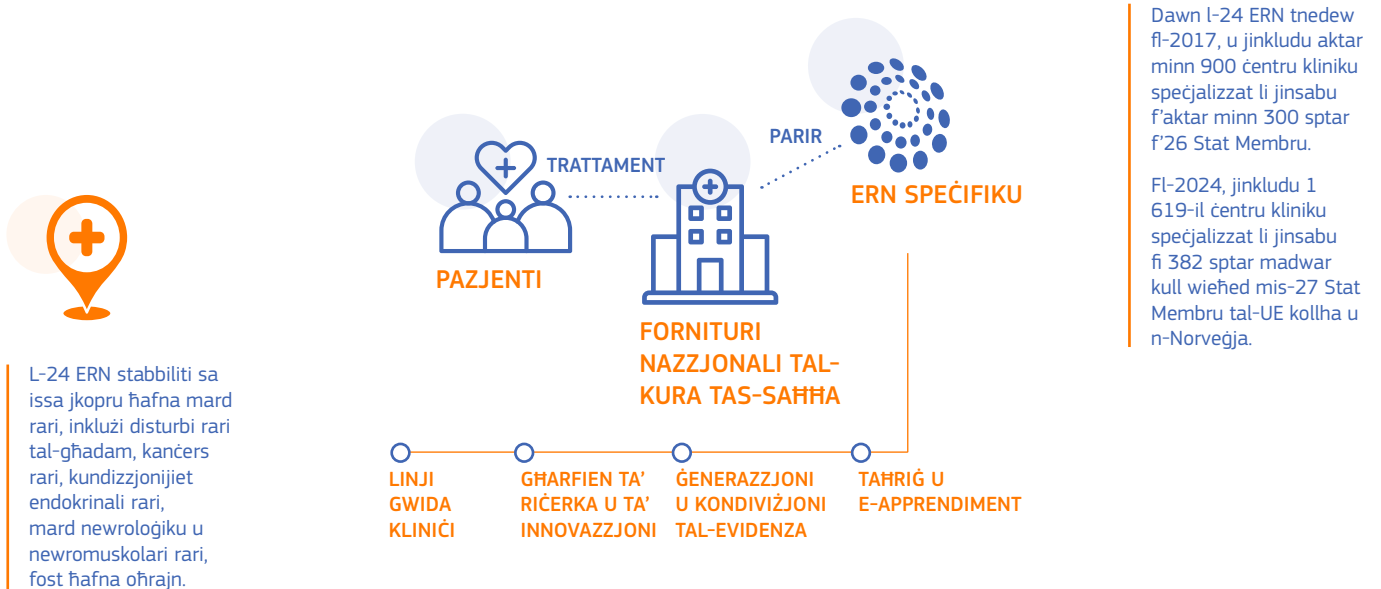 L-24 ERN stabbiliti sa
issa jkopru ħafna mard
rari, inklużi disturbi rari
tal-għadam, kanċers
rari, kundizzjonijiet
endokrinali rari,
mard newroloġiku u
newromuskolari rari,
fost ħafna oħrajn.
TRATTAMENT
PARIR
PAZJENTI
FORNITURI
NAZZJONALI TAL-
KURA TAS-SAĦĦA
ERN SPEĊIFIKU
LINJI
GWIDA
KLINIĊI
GĦARFIEN TA'
RIĊERKA U TA'
INNOVAZZJONI
ĠENERAZZJONI
U KONDIVIŻJONI
TAL-EVIDENZA
TAĦRIĠ U
E-APPRENDIMENT
Dawn l-24 ERN tnedew
fl-2017, u jinkludu aktar
minn 900 ċentru kliniku
speċjalizzat li jinsabu
f'aktar minn 300 sptar
f'26 Stat Membru.
Fl-2024, jinkludu 1
619-il ċentru kliniku
speċjalizzat li jinsabu
fi 382 sptar madwar
kull wieħed mis-27 Stat
Membru tal-UE kollha u
n-Norveġja.